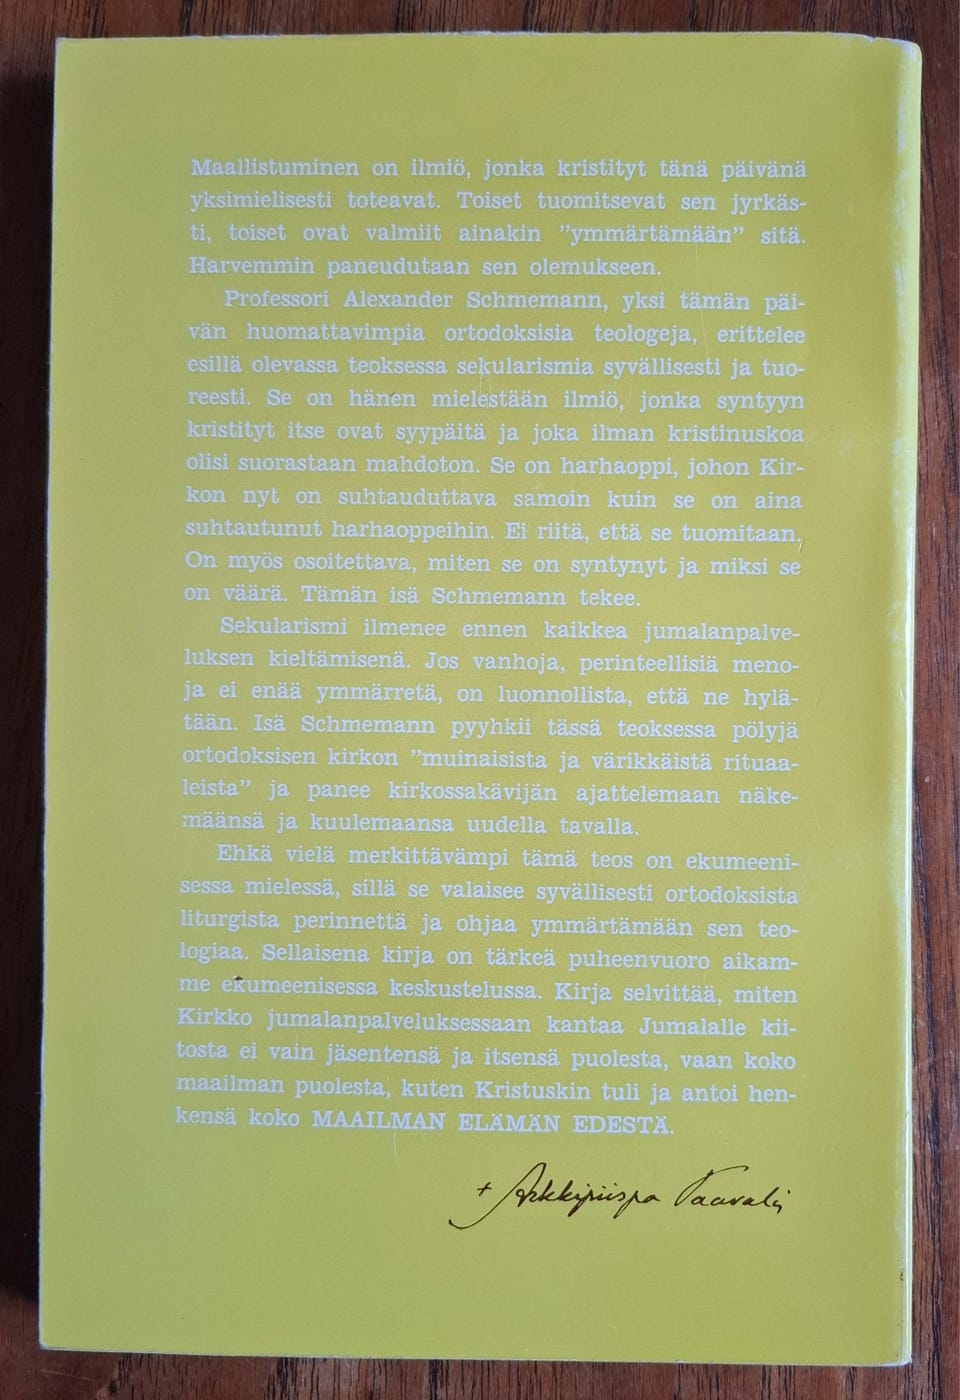 Maallistuminen on ilmiö, jonka kristityt tänä päivänä
yksimielisesti toteavat. Toiset tuomitsevat sen jyrkäs-
ti, toiset ovat valmiit ainakin ”ymmärtämään” sitä.
Harvemmin paneudutaan sen olemukseen.
Professori Alexander Schmemann, yksi tämän päi-
vän huomattavimpia ortodoksisia teologeja, erittelee
esillä olevassa teoksessa sekularismia syvällisesti ja tuo-
reesti. Se on hänen mielestään ilmiö, jonka syntyyn
kristityt itse ovat syypäitä ja joka ilman kristinuskoa
olisi suorastaan mahdoton. Se on harhaoppi, johon Kir-
kon nyt on suhtauduttava samoin kuin se on aina
suhtautunut harhaoppeihin. Ei riitä, että se tuomitaan.
On myös osoitettava, miten se on syntynyt ja miksi se
on väärä. Tämän isä Schmemann tekee.
Sekularismi ilmenee ennen kaikkea jumalanpalve-
luksen kieltämisenä. Jos vanhoja, perinteellisiä meno-
ja ei enää ymmärretä, on luonnollista, että ne hylä-
tään. Isä Schmemann pyyhkii tässä teoksessa pölyjä
ortodoksisen kirkon ”muinaisista ja värikkäistä rituaa-
leista” ja panee kirkossakävijän ajattelemaan näke-
määnsä ja kuulemaansa uudella tavalla.
Ehkä vielä merkittävämpi tämä teos on ekumeeni-
sessa mielessä, sillä se valaisee syvällisesti ortodoksista
liturgista perinnettä ja ohjaa ymmärtämään sen teo-
logiaa. Sellaisena kirja on tärkeä puheenvuoro aikam-
me ekumeenisessa keskustelussa. Kirja selvittää, miten
Kirkko jumalanpalveluksessaan kantaa Jumalalle kii-
tosta ei vain jäsentensä ja itsensä puolesta, vaan koko
maailman puolesta, kuten Kristuskin tuli ja antoi hen-
kensä koko MAAILMAN ELÄMÄN EDESTÄ.
+ Arkkipiispa Paavali